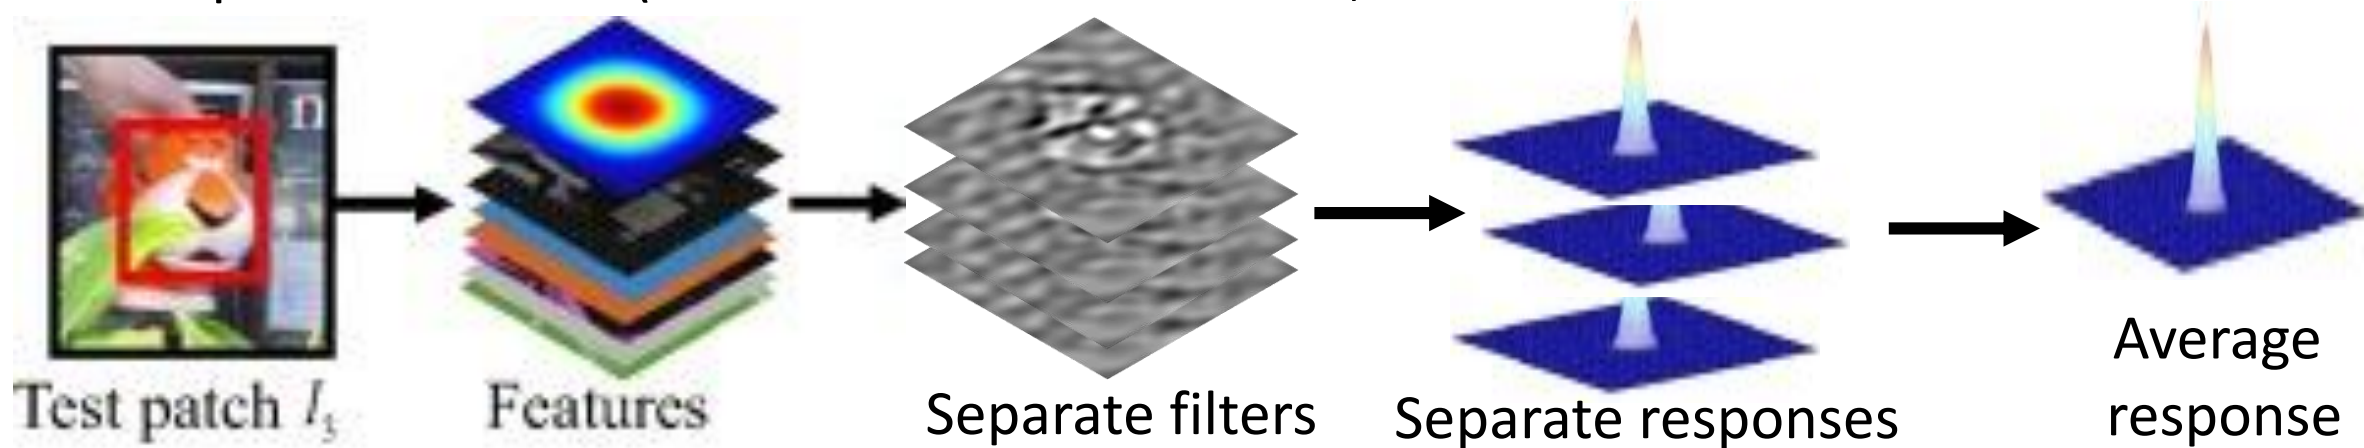 Test patch I
Features
Separate filters
Separate responses
Average
response